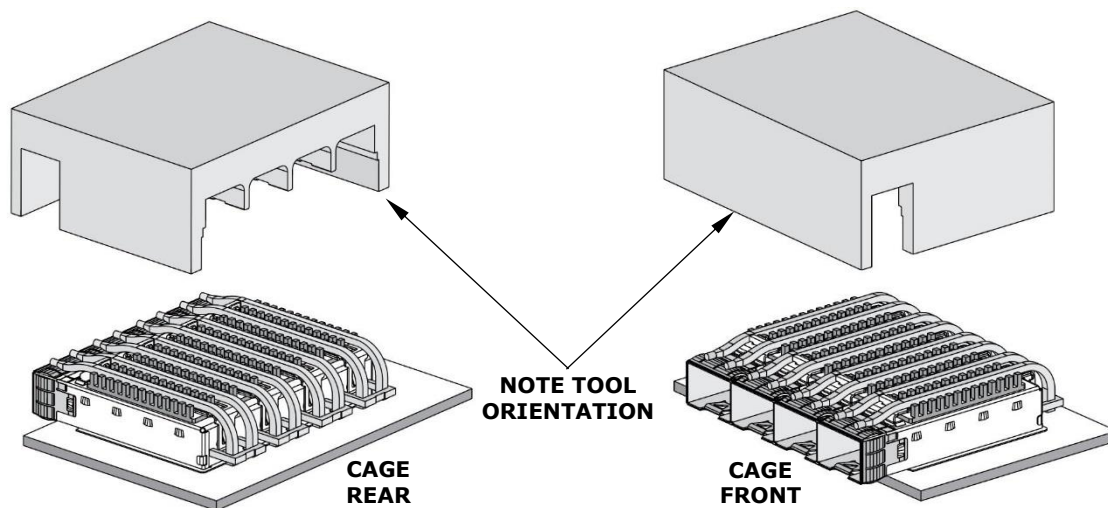 NOTE TOOL
ORIENTATION
CAGE
REAR
CAGE
FRONT